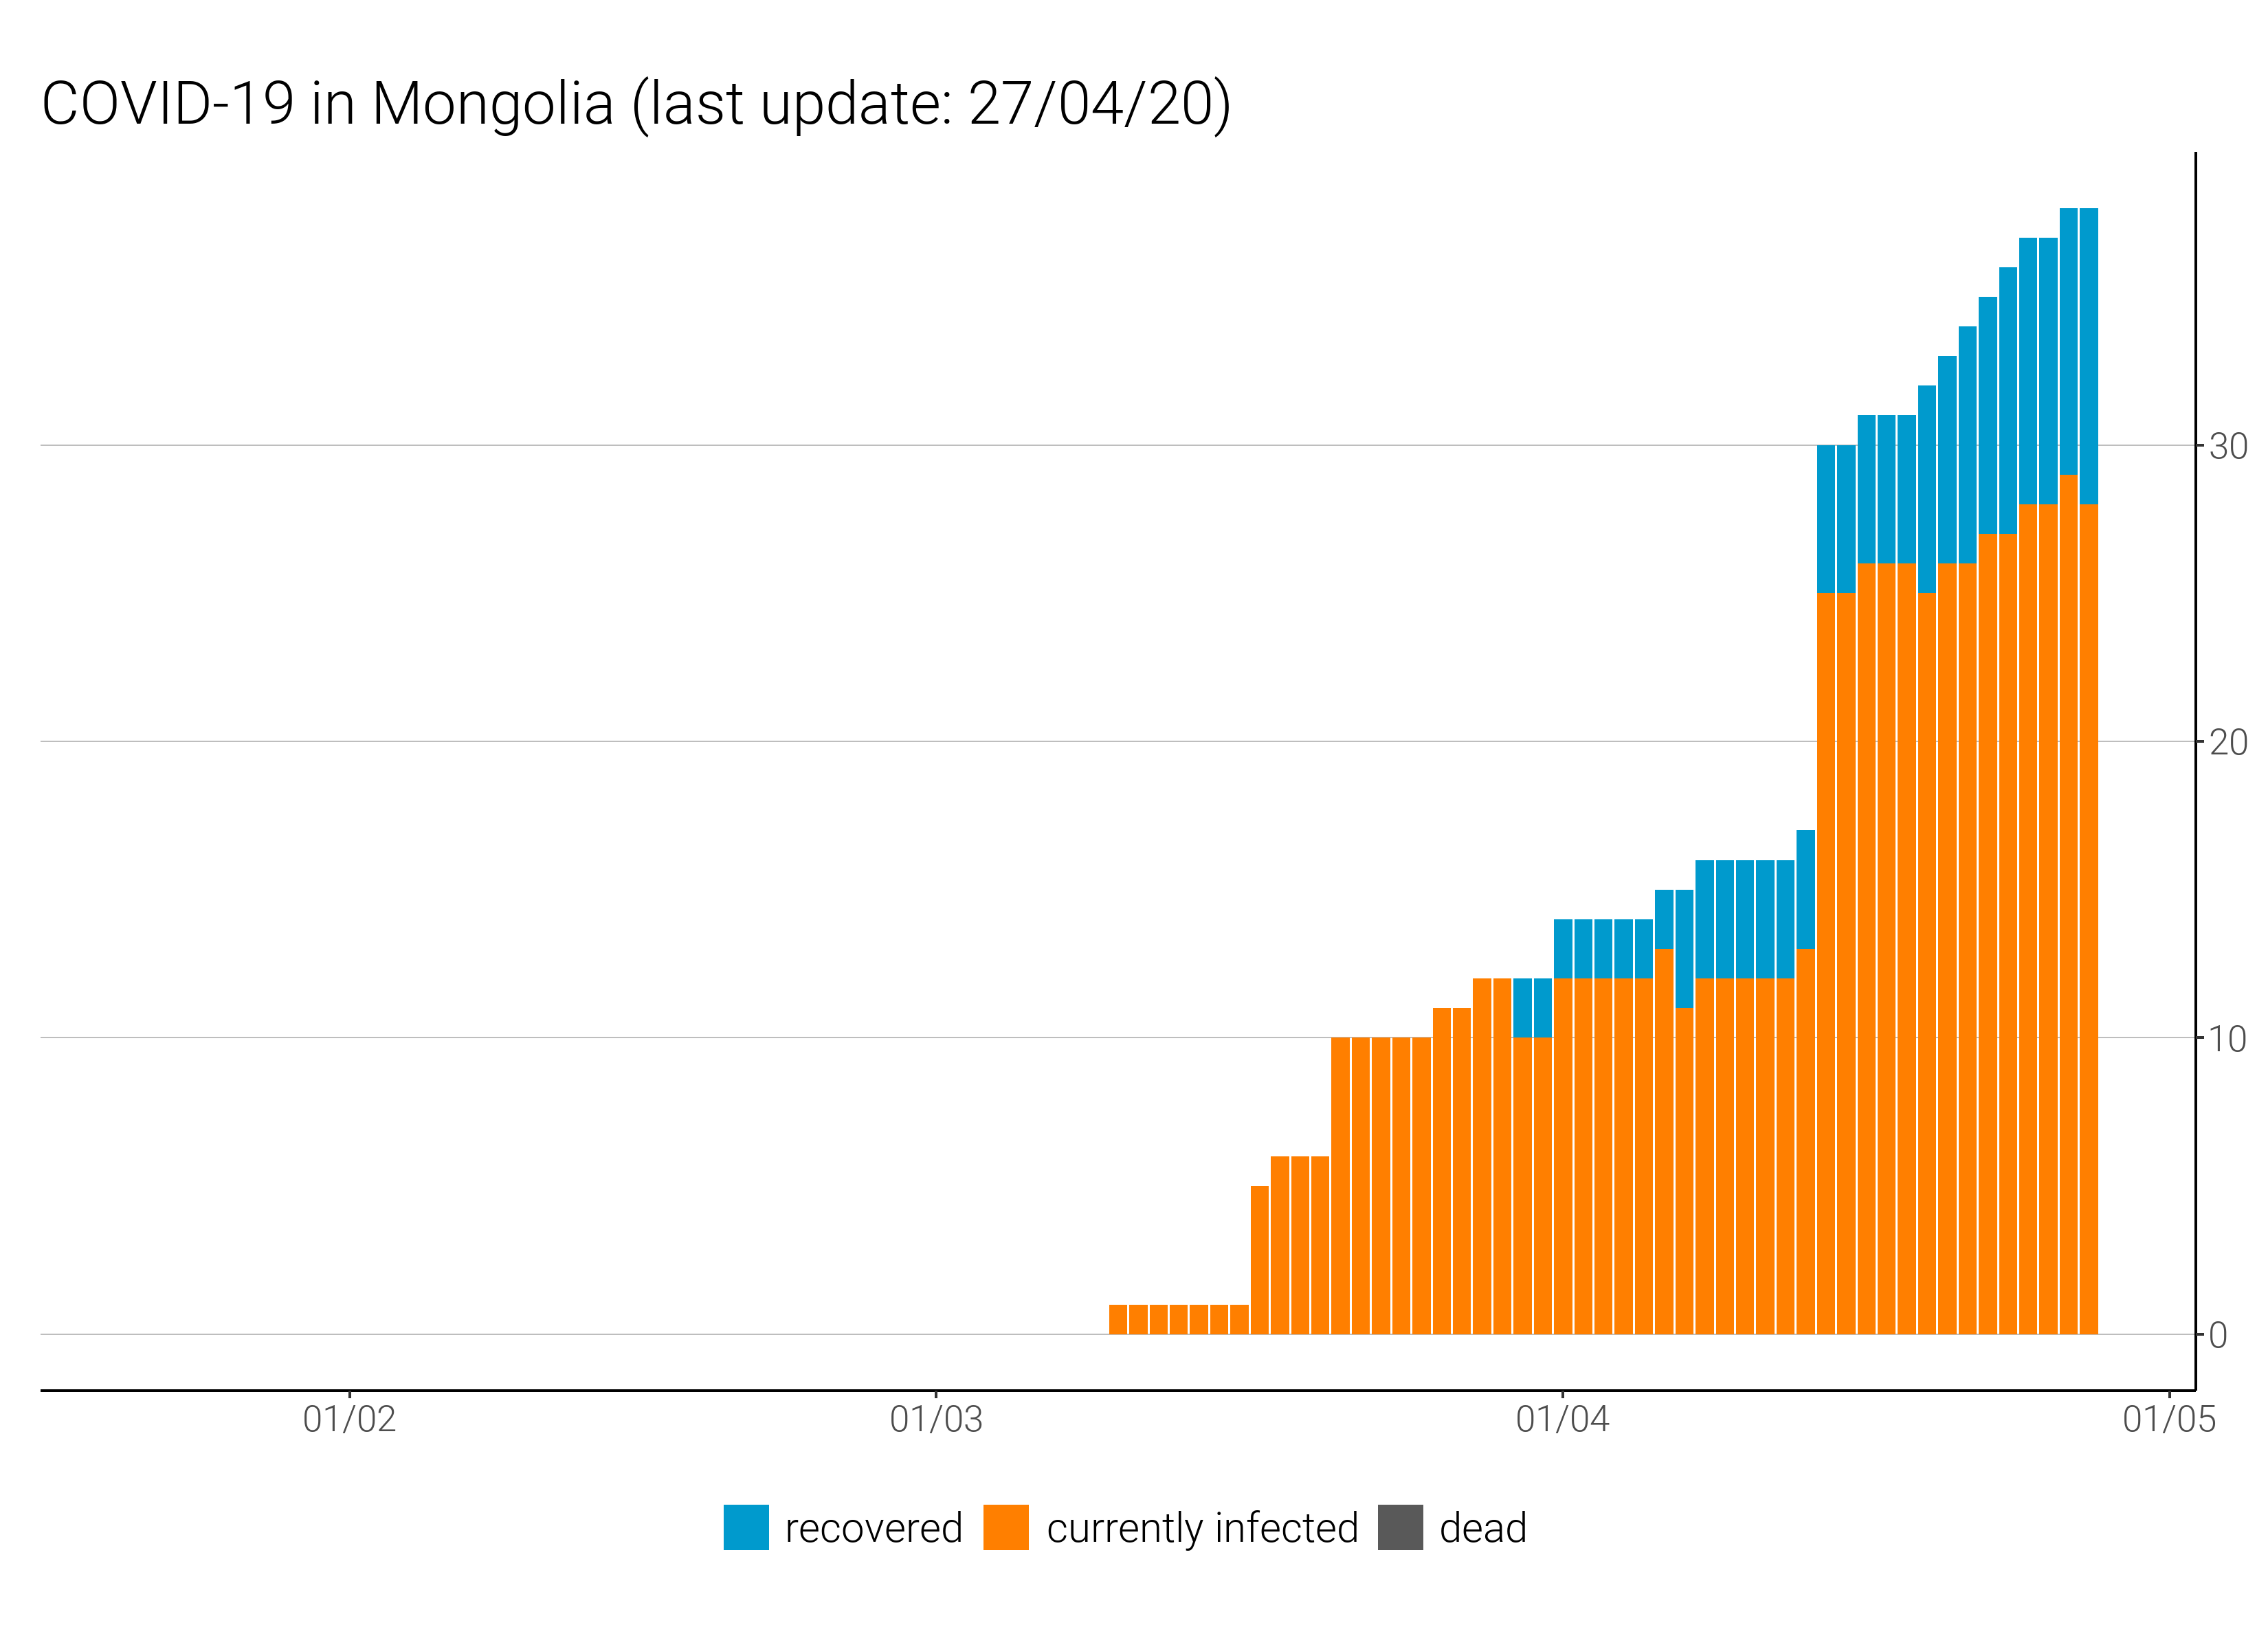 COVID-19 in Mongolia (last update: 27/04/20)
30
20
10
0
01/02 01/03 01/04 01/05
recovered currently infected dead